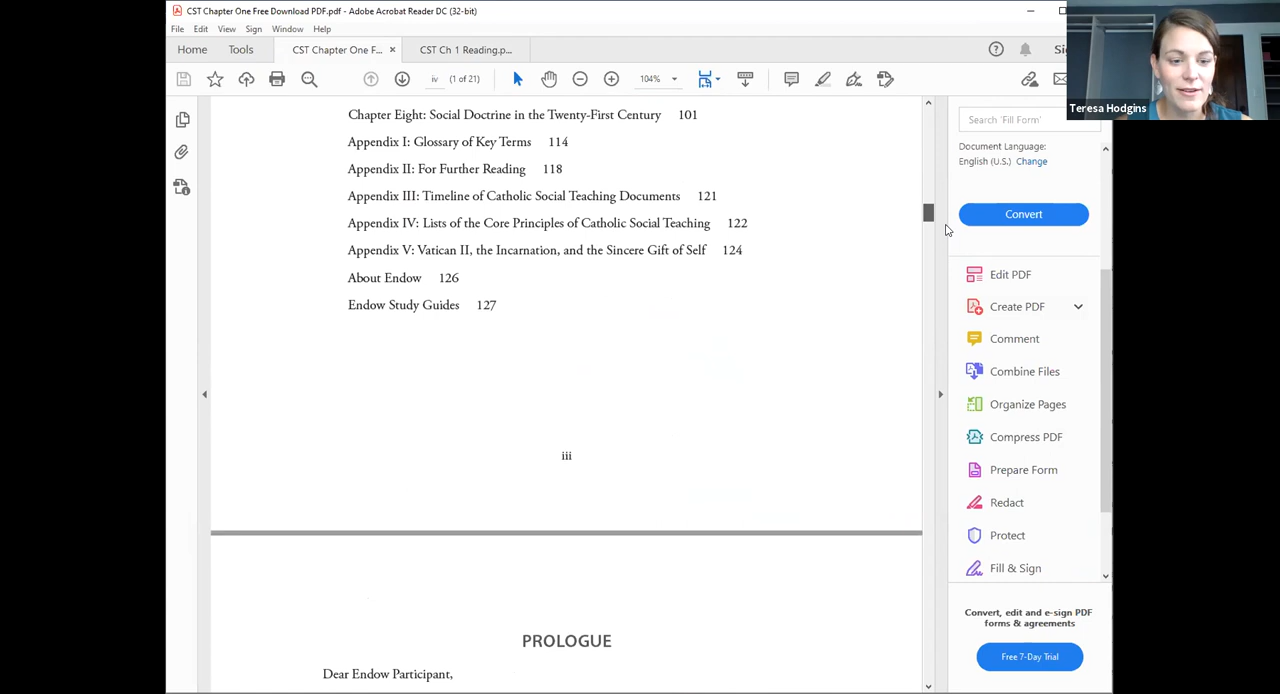 CST Chapter One Free Download PDF.pdf - Adobe Acrobat Reader DC (32-bit)
File Edit View Sign Window Help
Home Tools CST Chapter One F... × CST Ch 1 Reading.p...
iv (1 of 21) 104%
Teresa Hodgins
Chapter Eight: Social Doctrine in the Twenty-First Century 101
Appendix I: Glossary of Key Terms 114
Appendix II: For Further Reading 118
Appendix III: Timeline of Catholic Social Teaching Documents 121
Appendix IV: Lists of the Core Principles of Catholic Social Teaching 122
Appendix V: Vatican II, the Incarnation, and the Sincere Gift of Self 124
About Endow 126
Endow Study Guides 127
iii
PROLOGUE
Dear Endow Participant,
Search 'Fill Form'
Document Language:
English (U.S.) Change
Convert
Edit PDF
Create PDF
Comment
Combine Files
Organize Pages
Compress PDF
Prepare Form
Redact
Protect
Fill & Sign
Convert, edit and e-sign PDF
forms & agreements
Free 7-Day Trial